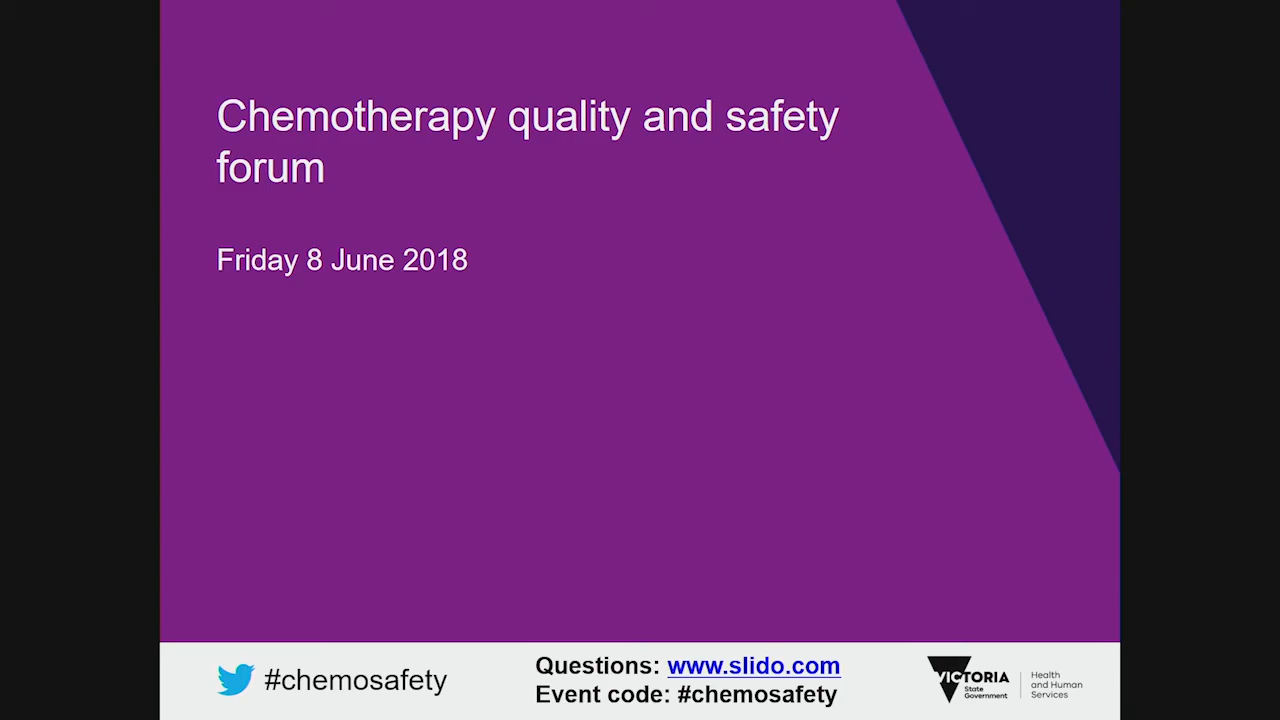 Chemotherapy quality and safety
forum
Friday 8 June 2018
#chemosafety
Questions: www.slido.com
Event code: #chemosafety
VICTORIA
State
Government
Health
and Human
Services